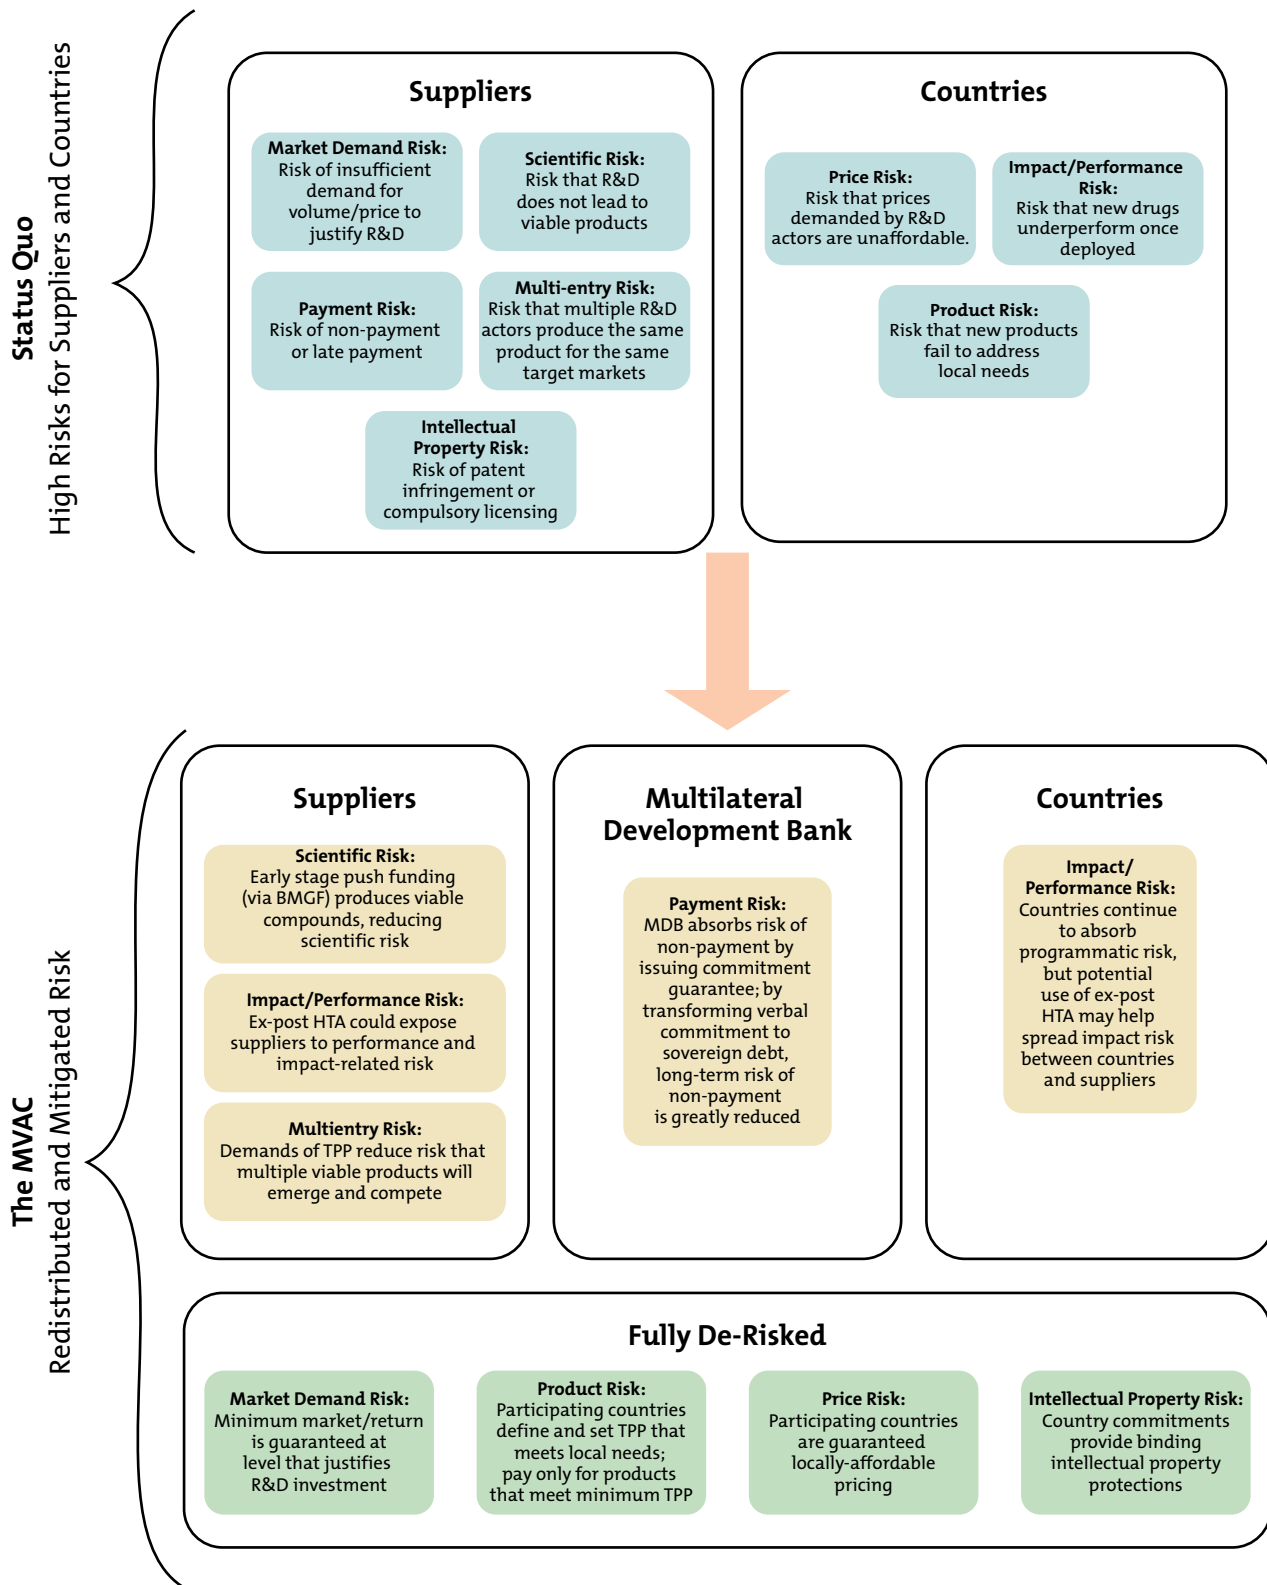 Status Quo
High Risks for Suppliers and Countries
Suppliers
Market Demand Risk:
Risk of insufficient
demand for
volume/price to
justify R&D
Scientific Risk:
Risk that R&D
does not lead to
viable products
Payment Risk:
Risk of non-payment
or late payment
Multi-entry Risk:
Risk that multiple R&D
actors produce the same
product for the same
target markets
Intellectual
Property Risk:
Risk of patent
infringement or
compulsory licensing
Countries
Price Risk:
Risk that prices
demanded by R&D
actors are unaffordable.
Impact/Performance
Risk:
Risk that new drugs
underperform once
deployed
Product Risk:
Risk that new products
fail to address
local needs
The MVAC
Redistributed and Mitigated Risk
Suppliers
Scientific Risk:
Early stage push funding
(via BMGF) produces viable
compounds, reducing
scientific risk
Impact/Performance Risk:
Ex-post HTA could expose
suppliers to performance and
impact-related risk
Multientry Risk:
Demands of TPP reduce risk that
multiple viable products will
emerge and compete
Multilateral
Development Bank
Payment Risk:
MDB absorbs risk of
non-payment by
issuing commitment
guarantee; by
transforming verbal
commitment to
sovereign debt,
long-term risk of
non-payment
is greatly reduced
Countries
Impact/
Performance Risk:
Countries continue
to absorb
programmatic risk,
but potential
use of ex-post
HTA may help
spread impact risk
between countries
and suppliers
Fully De-Risked
Market Demand Risk:
Minimum market/return
is guaranteed at
level that justifies
R&D investment
Product Risk:
Participating countries
define and set TPP that
meets local needs;
pay only for products
that meet minimum TPP
Price Risk:
Participating countries
are guaranteed
locally-affordable
pricing
Intellectual Property Risk:
Country commitments
provide binding
intellectual property
protections